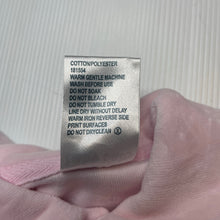 COTTON/POLYESTER
181054
WARM GENTLE MACHINE
WASH BEFORE USE
DO NOT SOAK
DO NOT BLEACH
DO NOT TUMBLE DRY
LINE DRY WITHOUT DELAY
WARM IRON REVERSE SIDE
PRINT SURFACES
DO NOT DRYCLEAN